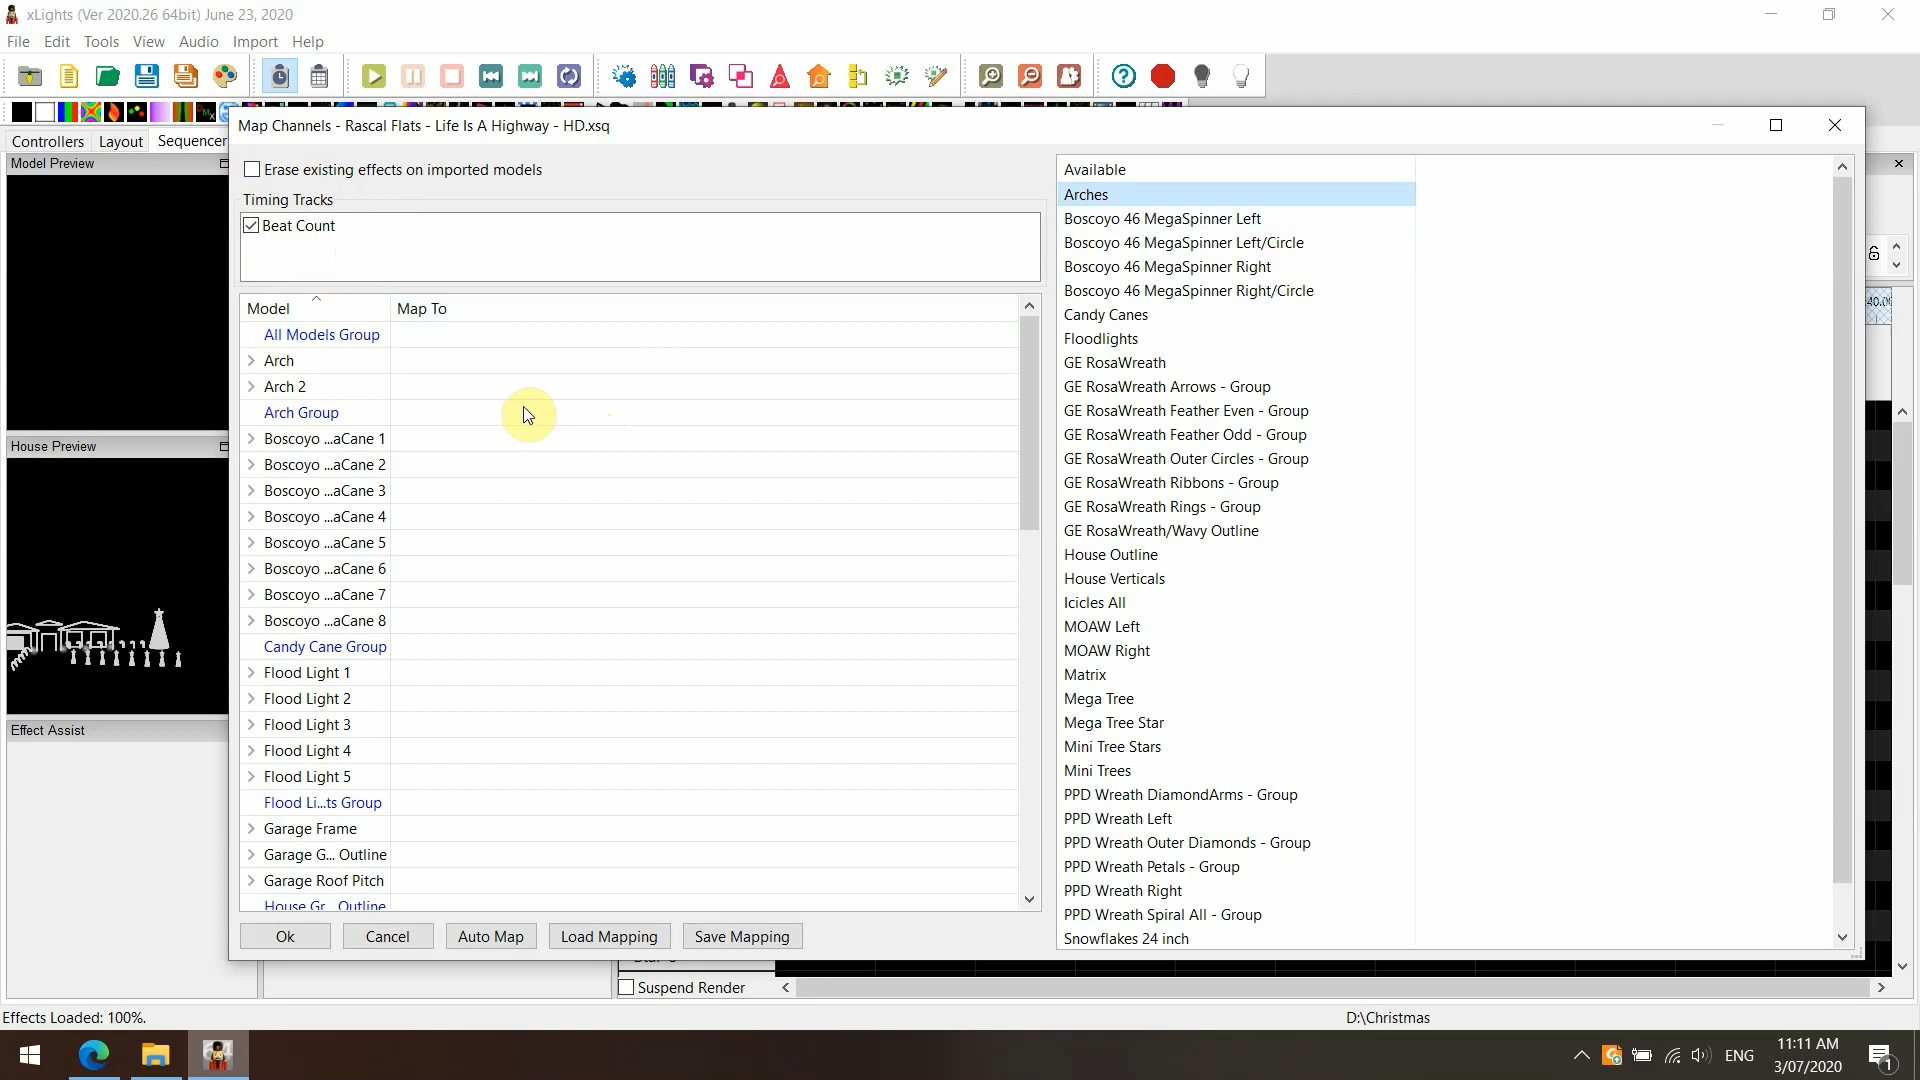 xLights (Ver 2020.26 64bit) June 23, 2020
File Edit Tools View Audio Import Help
Map Channels - Rascal Flats - Life Is A Highway - HD.xsq
Controllers Layout Sequencer
Model Preview
House Preview
Effect Assist
Erase existing effects on imported models
Timing Tracks
Beat Count
Model Map To
All Models Group
Arch
Arch 2
Arch Group
Boscoyo ...aCane 1
Boscoyo ...aCane 2
Boscoyo ...aCane 3
Boscoyo ...aCane 4
Boscoyo ...aCane 5
Boscoyo ...aCane 6
Boscoyo ...aCane 7
Boscoyo ...aCane 8
Candy Cane Group
Flood Light 1
Flood Light 2
Flood Light 3
Flood Light 4
Flood Light 5
Flood Li...ts Group
Garage Frame
Garage G... Outline
Garage Roof Pitch
House Gr... Outline
Ok Cancel Auto Map Load Mapping Save Mapping
Available
Arches
Boscoyo 46 MegaSpinner Left
Boscoyo 46 MegaSpinner Left/Circle
Boscoyo 46 MegaSpinner Right
Boscoyo 46 MegaSpinner Right/Circle
Candy Canes
Floodlights
GE RosaWreath
GE RosaWreath Arrows - Group
GE RosaWreath Feather Even - Group
GE RosaWreath Feather Odd - Group
GE RosaWreath Outer Circles - Group
GE RosaWreath Ribbons - Group
GE RosaWreath Rings - Group
GE RosaWreath/Wavy Outline
House Outline
House Verticals
Icicles All
MOAW Left
MOAW Right
Matrix
Mega Tree
Mega Tree Star
Mini Tree Stars
Mini Trees
PPD Wreath DiamondArms - Group
PPD Wreath Left
PPD Wreath Outer Diamonds - Group
PPD Wreath Petals - Group
PPD Wreath Right
PPD Wreath Spiral All - Group
Snowflakes 24 inch
Suspend Render
Effects Loaded: 100%.
D:\Christmas
ENG
11:11 AM
3/07/2020
1